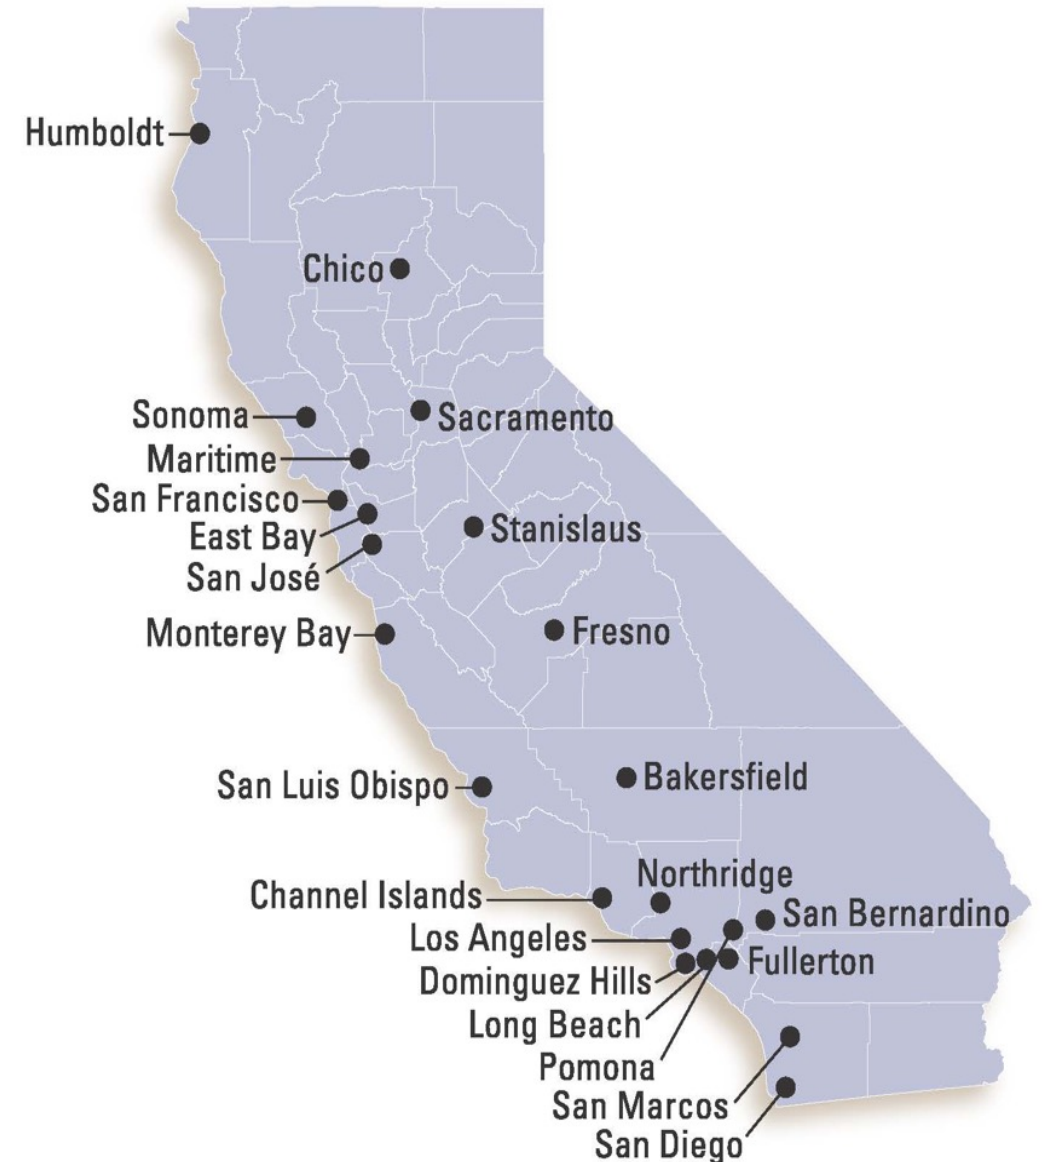 Humboldt
Chico
Sonoma
Sacramento
Maritime
San Francisco
East Bay
Stanislaus
San José
Monterey Bay
Fresno
San Luis Obispo
Bakersfield
Northridge
Channel Islands
San Bernardino
Los Angeles
Fullerton
Dominguez Hills
Long Beach
Pomona
San Marcos
San Diego